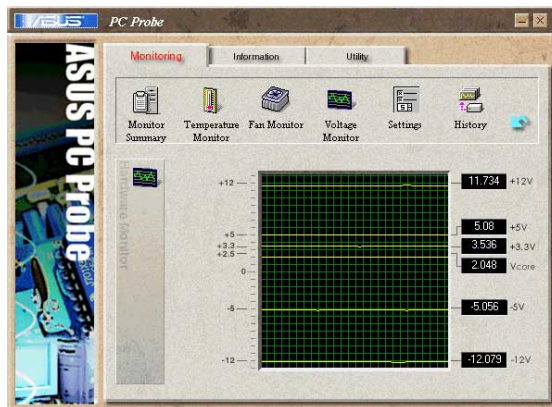 ASUS PC Probe
ASUS PC Probe
Monitoring Information Utility
Monitor Summary
Temperature Monitor
Fan Monitor
Voltage Monitor
Settings
History
Hardware Monitor
+12
+5
+3.3
+2.5
0
-5
-12
11.734 +12V
5.08 +5V
3.536 +3.3V
2.048 Vcore
-5.056 -5V
-12.079 -12V